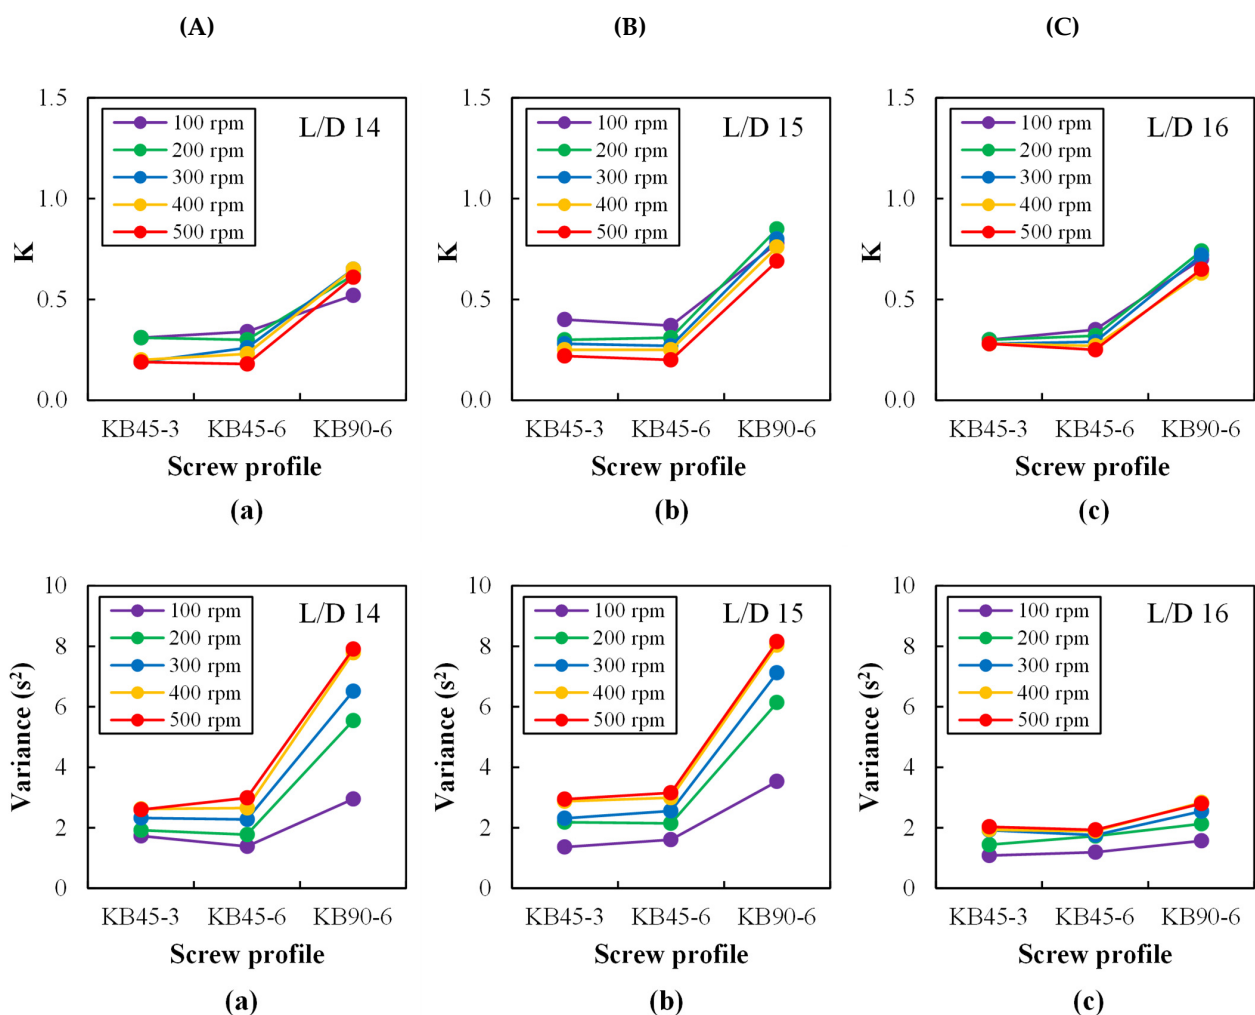 (A)
(B)
(C)
1.5
1.0
0.5
0.0
K
100 rpm
200 rpm
300 rpm
400 rpm
500 rpm
L/D 14
KB45-3 KB45-6 KB90-6
Screw profile
(a)
1.5
1.0
0.5
0.0
K
100 rpm
200 rpm
300 rpm
400 rpm
500 rpm
L/D 15
KB45-3 KB45-6 KB90-6
Screw profile
(b)
1.5
1.0
0.5
0.0
K
100 rpm
200 rpm
300 rpm
400 rpm
500 rpm
L/D 16
KB45-3 KB45-6 KB90-6
Screw profile
(c)
10
8
6
4
2
0
Variance (s²)
100 rpm
200 rpm
300 rpm
400 rpm
500 rpm
L/D 14
KB45-3 KB45-6 KB90-6
Screw profile
(a)
10
8
6
4
2
0
Variance (s²)
100 rpm
200 rpm
300 rpm
400 rpm
500 rpm
L/D 15
KB45-3 KB45-6 KB90-6
Screw profile
(b)
10
8
6
4
2
0
Variance (s²)
100 rpm
200 rpm
300 rpm
400 rpm
500 rpm
L/D 16
KB45-3 KB45-6 KB90-6
Screw profile
(c)